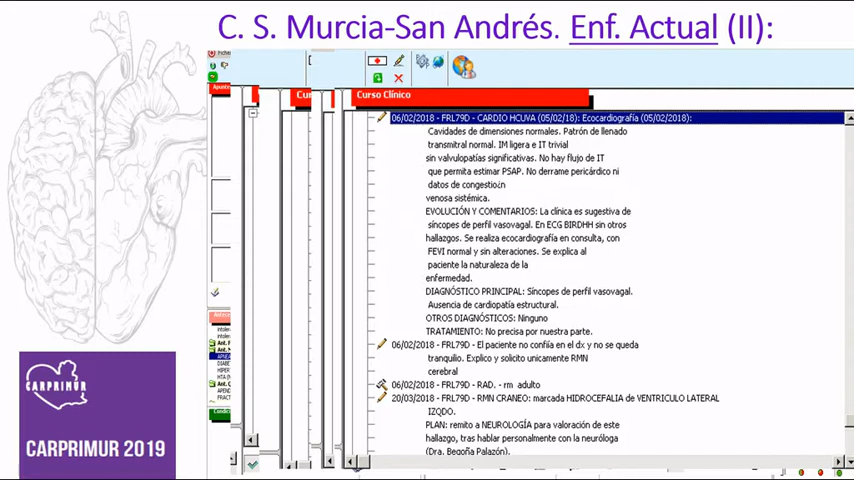 C. S. Murcia-San Andrés. Enf. Actual (II):
Curso Clínico
06/02/2018 - FRL79D - CARDIO HCUVA (05/02/18): Ecocardiografía (05/02/2018):
Cavidades de dimensiones normales. Patrón de llenado
transmitral normal. IM ligera e IT trivial
sin valvulopatías significativas. No hay flujo de IT
que permita estimar PSAP. No derrame pericárdico ni
datos de congestio¿n
venosa sistémica.
EVOLUCIÓN Y COMENTARIOS: La clínica es sugestiva de
síncopes de perfil vasovagal. En ECG BIRDHH sin otros
hallazgos. Se realiza ecocardiografía en consulta, con
FEVI normal y sin alteraciones. Se explica al
paciente la naturaleza de la
enfermedad.
DIAGNÓSTICO PRINCIPAL: Síncopes de perfil vasovagal.
Ausencia de cardiopatía estructural.
OTROS DIAGNÓSTICOS: Ninguno
TRATAMIENTO: No precisa por nuestra parte.
06/02/2018 - FRL79D - El paciente no confiía en el dx y no se queda
tranquilo. Explico y solicito unicamente RMN
cerebral
06/02/2018 - FRL79D - RAD. - rm adulto
20/03/2018 - FRL79D - RMN CRANEO: marcada HIDROCEFALIA de VENTRICULO LATERAL
IZQDO.
PLAN: remito a NEUROLOGÍA para valoración de este
hallazgo, tras hablar personalmente con la neuróloga
(Dra. Begoña Palazón).
CARPRIMUR
CARPRIMUR 2019